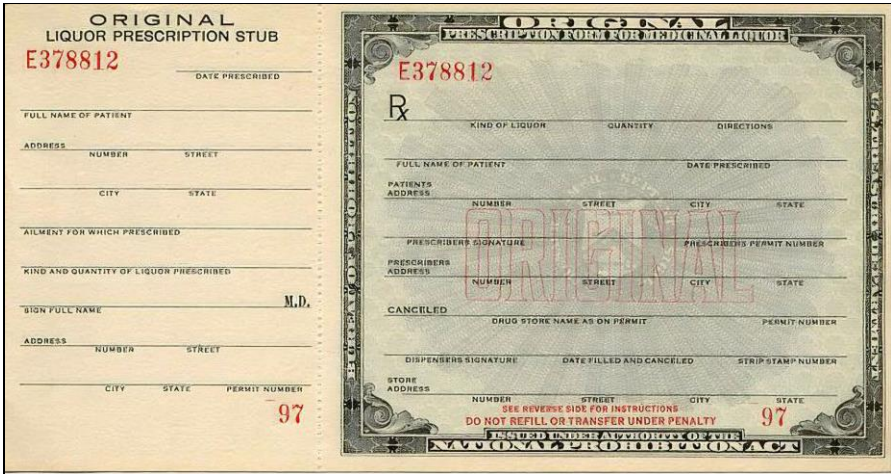 ORIGINAL
LIQUOR PRESCRIPTION STUB
E378812
DATE PRESCRIBED
FULL NAME OF PATIENT
ADDRESS
NUMBER STREET
CITY STATE
AILMENT FOR WHICH PRESCRIBED
KIND AND QUANTITY OF LIQUOR PRESCRIBED
M.D.
SIGN FULL NAME
ADDRESS
NUMBER STREET
CITY STATE PERMIT NUMBER
97
ORIGINAL
PRESCRIPTION FORM FOR MEDICINAL LIQUOR
E378812
Rx
KIND OF LIQUOR QUANTITY DIRECTIONS
FULL NAME OF PATIENT DATE PRESCRIBED
PATIENTS
ADDRESS
NUMBER STREET CITY STATE
ORIGINAL
PRESCRIBERS SIGNATURE PRESCRIBERS PERMIT NUMBER
PRESCRIBERS
ADDRESS
NUMBER STREET CITY STATE
CANCELED
DRUG STORE NAME AS ON PERMIT PERMIT NUMBER
DISPENSERS SIGNATURE DATE FILLED AND CANCELED STRIP STAMP NUMBER
STORE
ADDRESS
NUMBER STREET CITY STATE
SEE REVERSE SIDE FOR INSTRUCTIONS
DO NOT REFILL OR TRANSFER UNDER PENALTY
97
ISSUED UNDER AUTHORITY OF THE
NATIONAL PROHIBITION ACT